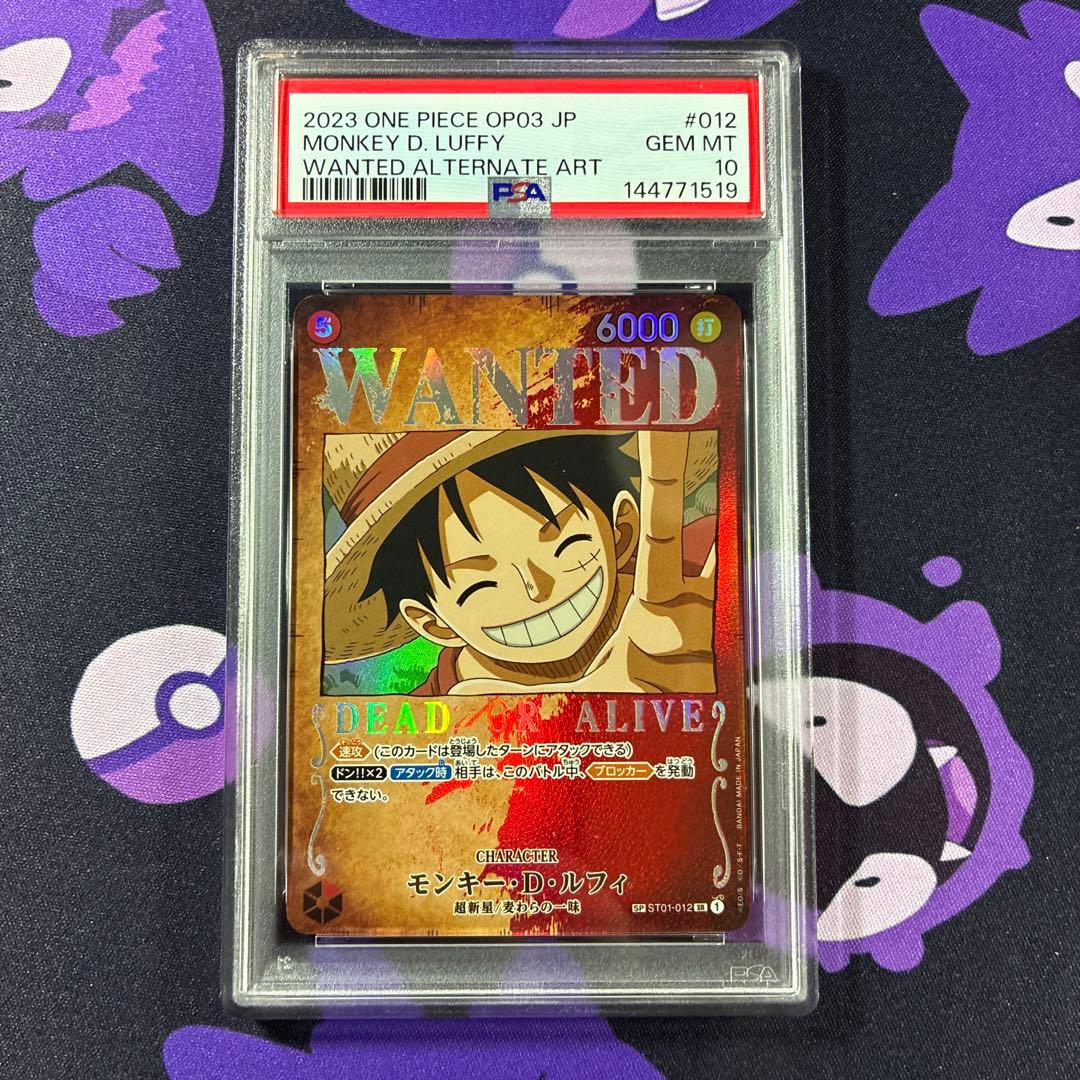 2023 ONE PIECE OP03 JP #012
MONKEY D. LUFFY GEM MT
WANTED ALTERNATE ART 10
PSA 144771519
5 6000 打
WANTED
DEAD OR ALIVE
速攻 (このカードは登場したターンにアタックできる)
ドン!!×2 アタック時 相手は、このバトル中、ブロッカーを発動
できない。
CHARACTER
モンキー・D・ルフィ
超新星/麦わらの一味
SP ST01-012 SR 1
©E.O./S. ©O./S.F.T. BANDAI MADE IN JAPAN
PSA